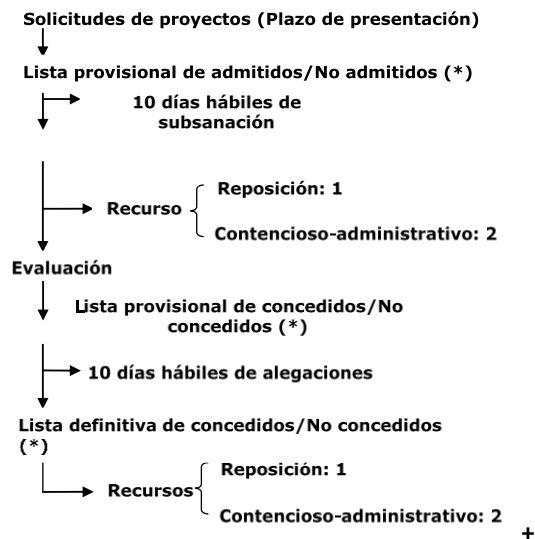 Solicitudes de proyectos (Plazo de presentación)
Lista provisional de admitidos/No admitidos (*)
10 días hábiles de
subsanación
Reposición: 1
Recurso
Contencioso-administrativo: 2
Evaluación
Lista provisional de concedidos/No
concedidos (*)
10 días hábiles de alegaciones
Lista definitiva de concedidos/No concedidos
(*)
Reposición: 1
Recursos
Contencioso-administrativo: 2
+